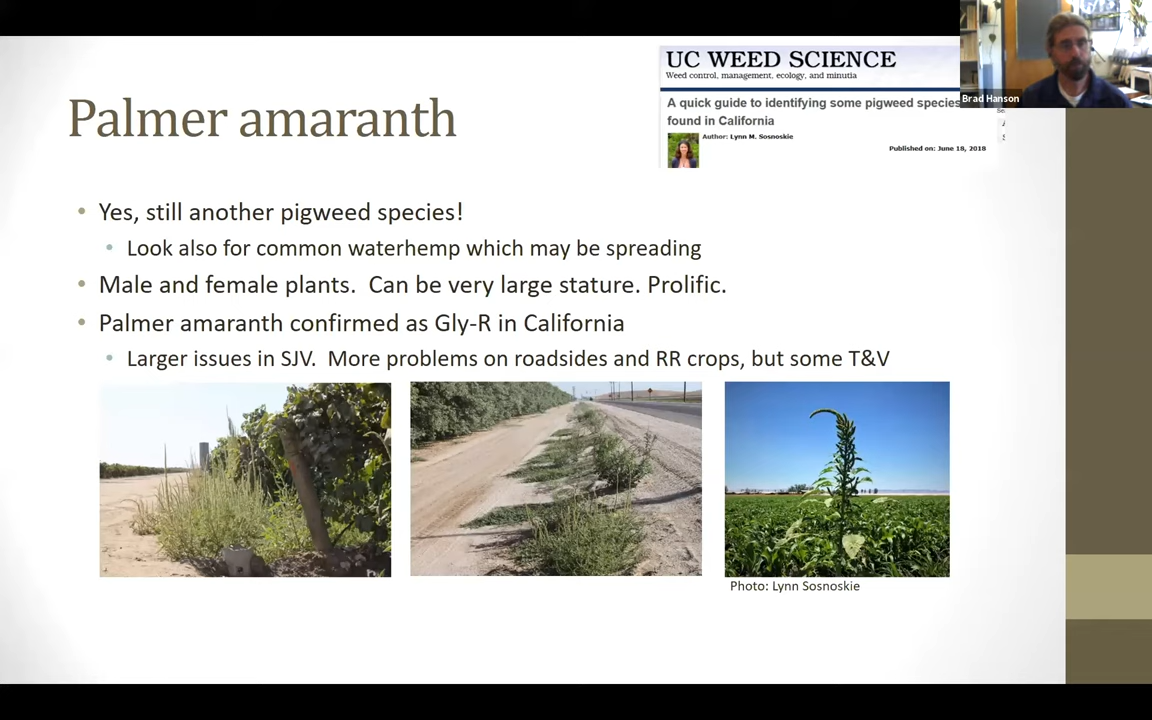 UC WEED SCIENCE
Weed control, management, ecology, and minutia
A quick guide to identifying some pigweed species
found in California
Author: Lynn M. Sosnoskie
Published on: June 18, 2018
Brad Hanson
Palmer amaranth
Yes, still another pigweed species!
Look also for common waterhemp which may be spreading
Male and female plants. Can be very large stature. Prolific.
Palmer amaranth confirmed as Gly-R in California
Larger issues in SJV. More problems on roadsides and RR crops, but some T&V
Photo: Lynn Sosnoskie